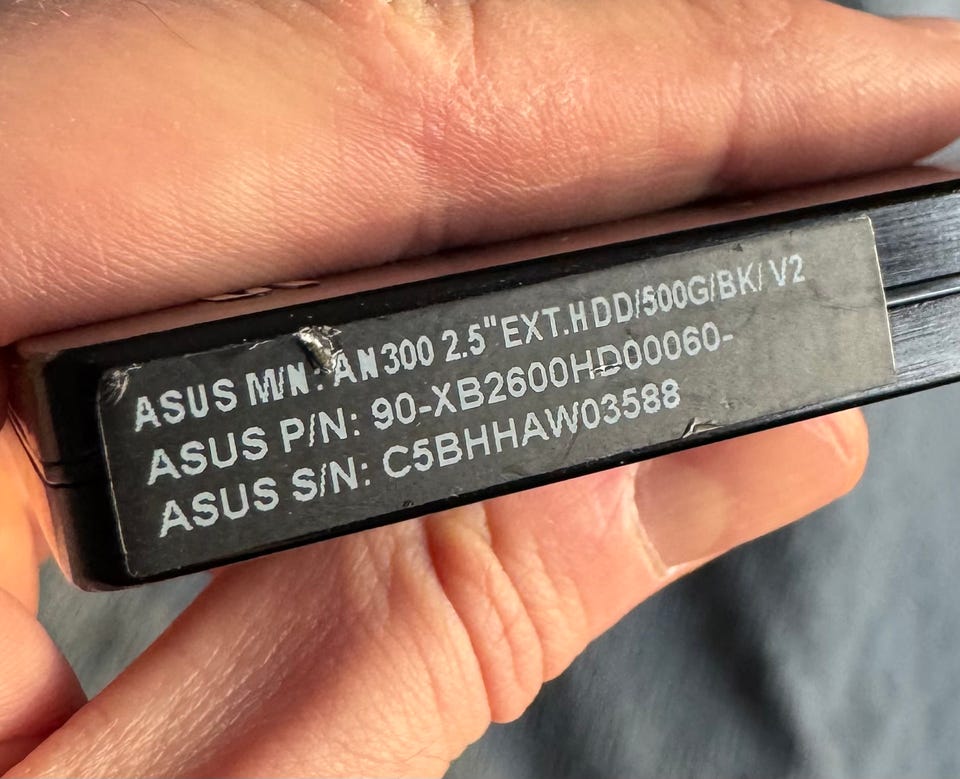 ASUS M/N: AN300 2.5"EXT.HDD/500G/BK/V2
ASUS P/N: 90-XB2600HD00060-
ASUS S/N: C5BHHAW03588